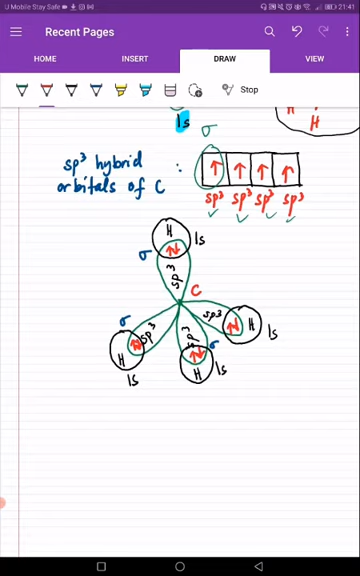 U Mobile Stay Safe
21:41
Recent Pages
HOME INSERT DRAW VIEW
Stop
1s
H
H
σ
sp³ hybrid
orbitals of C :
sp³ sp³ sp³ sp³
H 1s
σ
sp³
C
σ sp³ H 1s
H sp³ sp³ σ
1s H 1s